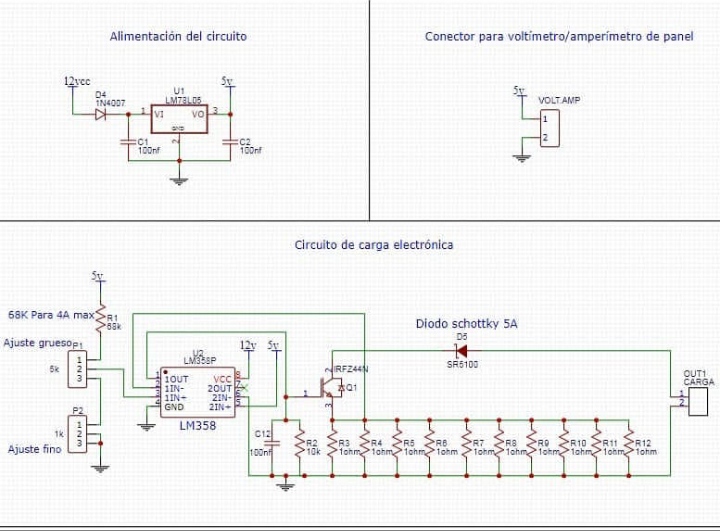 Alimentación del circuito
12vcc
D4
1N4007
U1
LM78L05
1
VI
VO
3
GND
2
5v
C1
100nf
C2
100nf
Conector para voltímetro/amperímetro de panel
5v
VOLT.AMP
1
2
Circuito de carga electrónica
5v
68K Para 4A max
R1
68k
Ajuste grueso
P1
1
2
3
5k
P2
1
2
3
1k
Ajuste fino
U2
LM358P
1 1OUT VCC 8
2 1IN- 2OUT 7
3 1IN+ 2IN- 6
4 GND 2IN+ 5
LM358
12v
5v
1
2
3
IRFZ44N
Q1
Diodo schottky 5A
D5
SR5100
OUT1
CARGA
1
2
C12
100nf
R2
10k
R3
1ohm
R4
1ohm
R5
1ohm
R6
1ohm
R7
1ohm
R8
1ohm
R9
1ohm
R10
1ohm
R11
1ohm
R12
1ohm